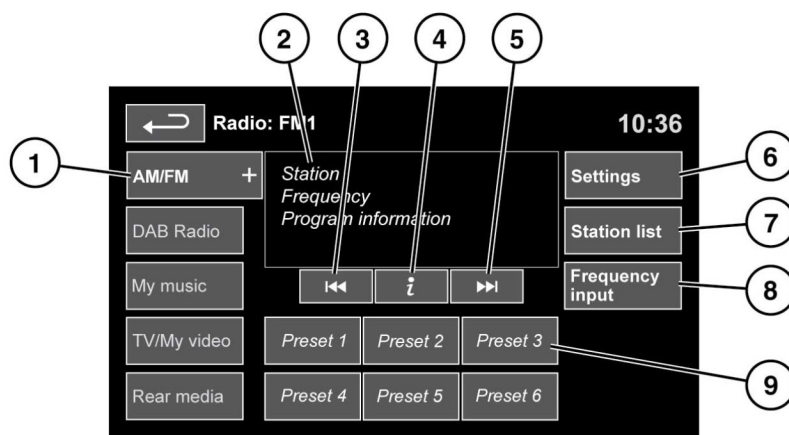 2 3 4 5
Radio: FM1 10:36
1 AM/FM + Station Settings 6
Frequency
Program information
DAB Radio Station list 7
My music i Frequency input 8
TV/My video Preset 1 Preset 2 Preset 3
Rear media Preset 4 Preset 5 Preset 6 9